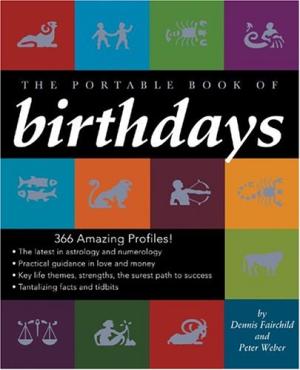 THE PORTABLE BOOK OF
birthdays
366 Amazing Profiles!
• The latest in astrology and numerology
• Practical guidance in love and money
• Key life themes, strengths, the surest path to success
• Tantalizing facts and tidbits
by
Dennis Fairchild
and
Peter Weber